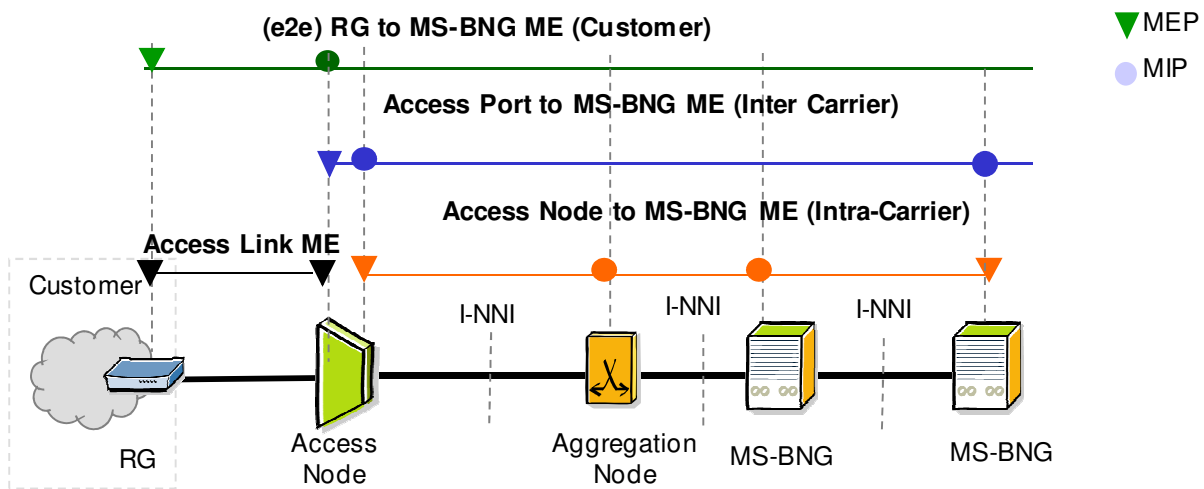 (e2e) RG to MS-BNG ME (Customer)
MEP
MIP
Access Port to MS-BNG ME (Inter Carrier)
Access Node to MS-BNG ME (Intra-Carrier)
Access Link ME
Customer
I-NNI
I-NNI
I-NNI
RG
Access
Node
Aggregation
Node
MS-BNG
MS-BNG